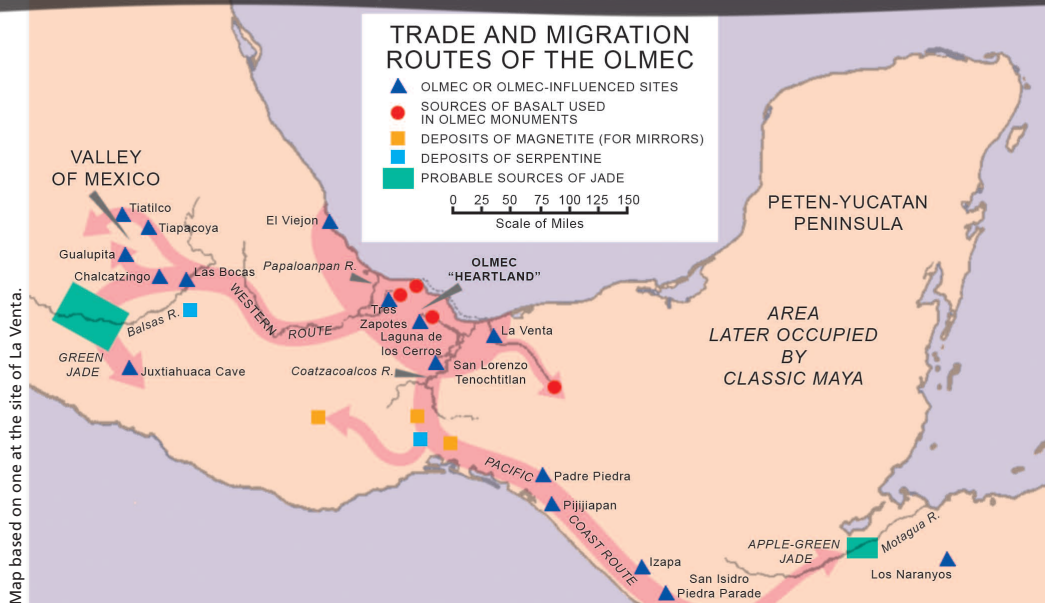 TRADE AND MIGRATION
ROUTES OF THE OLMEC
OLMEC OR OLMEC-INFLUENCED SITES
SOURCES OF BASALT USED
IN OLMEC MONUMENTS
DEPOSITS OF MAGNETITE (FOR MIRRORS)
DEPOSITS OF SERPENTINE
PROBABLE SOURCES OF JADE
0 25 50 75 100 125 150
Scale of Miles
VALLEY
OF MEXICO
Tiatilco
Tiapacoya
Gualupita
Chalcatzingo
Las Bocas
Balsas R.
GREEN
JADE
Juxtiahuaca Cave
WESTERN
ROUTE
El Viejon
Papaloanpan R.
OLMEC
"HEARTLAND"
Tres
Zapotes
Laguna de
los Cerros
La Venta
San Lorenzo
Tenochtitlan
Coatzacoalcos R.
PETEN-YUCATAN
PENINSULA
AREA
LATER OCCUPIED
BY
CLASSIC MAYA
PACIFIC
COAST ROUTE
Padre Piedra
Pijijiapan
Izapa
San Isidro
Piedra Parade
APPLE-GREEN
JADE
Motagua R.
Los Naranyos
Map based on one at the site of La Venta.